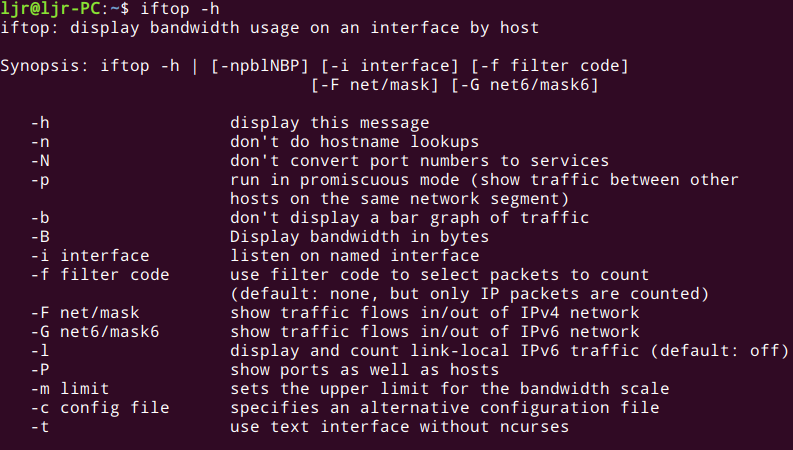 ljr@ljr-PC:~$ iftop -h
iftop: display bandwidth usage on an interface by host
Synopsis: iftop -h | [-npblNBP] [-i interface] [-f filter code]
[-F net/mask] [-G net6/mask6]
-h display this message
-n don't do hostname lookups
-N don't convert port numbers to services
-p run in promiscuous mode (show traffic between other
hosts on the same network segment)
-b don't display a bar graph of traffic
-B Display bandwidth in bytes
-i interface listen on named interface
-f filter code use filter code to select packets to count
(default: none, but only IP packets are counted)
-F net/mask show traffic flows in/out of IPv4 network
-G net6/mask6 show traffic flows in/out of IPv6 network
-l display and count link-local IPv6 traffic (default: off)
-P show ports as well as hosts
-m limit sets the upper limit for the bandwidth scale
-c config file specifies an alternative configuration file
-t use text interface without ncurses